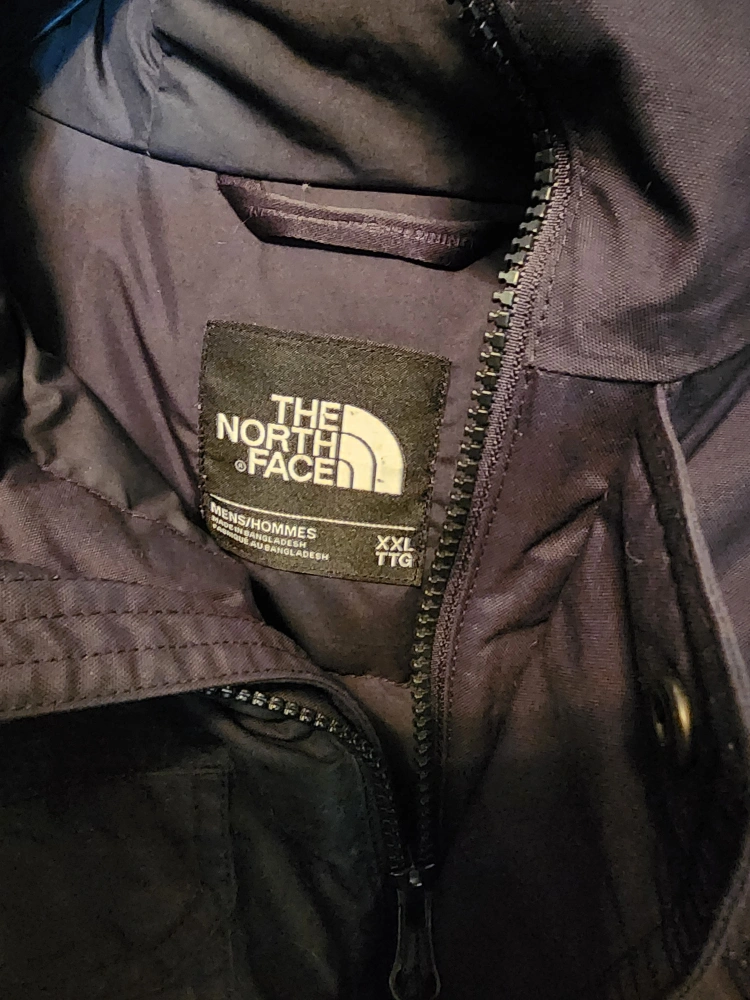 THE
NORTH
®FACE
MENS/HOMMES
MADE IN BANGLADESH
FABRIQUÉ AU BANGLADESH
XXL
TTG